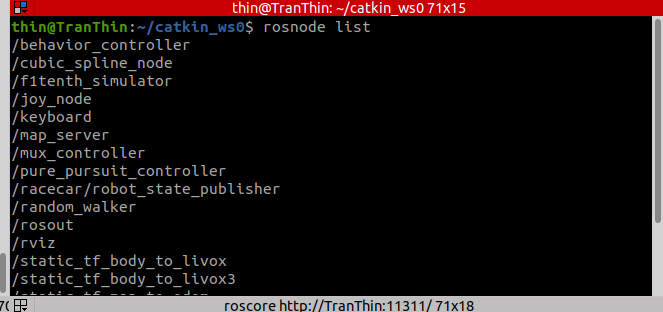 thin@TranThin: ~/catkin_ws0 71x15
thin@TranThin:~/catkin_ws0$ rosnode list
/behavior_controller
/cubic_spline_node
/f1tenth_simulator
/joy_node
/keyboard
/map_server
/mux_controller
/pure_pursuit_controller
/racecar/robot_state_publisher
/random_walker
/rosout
/rviz
/static_tf_body_to_livox
/static_tf_body_to_livox3
roscore http://TranThin:11311/ 71x18